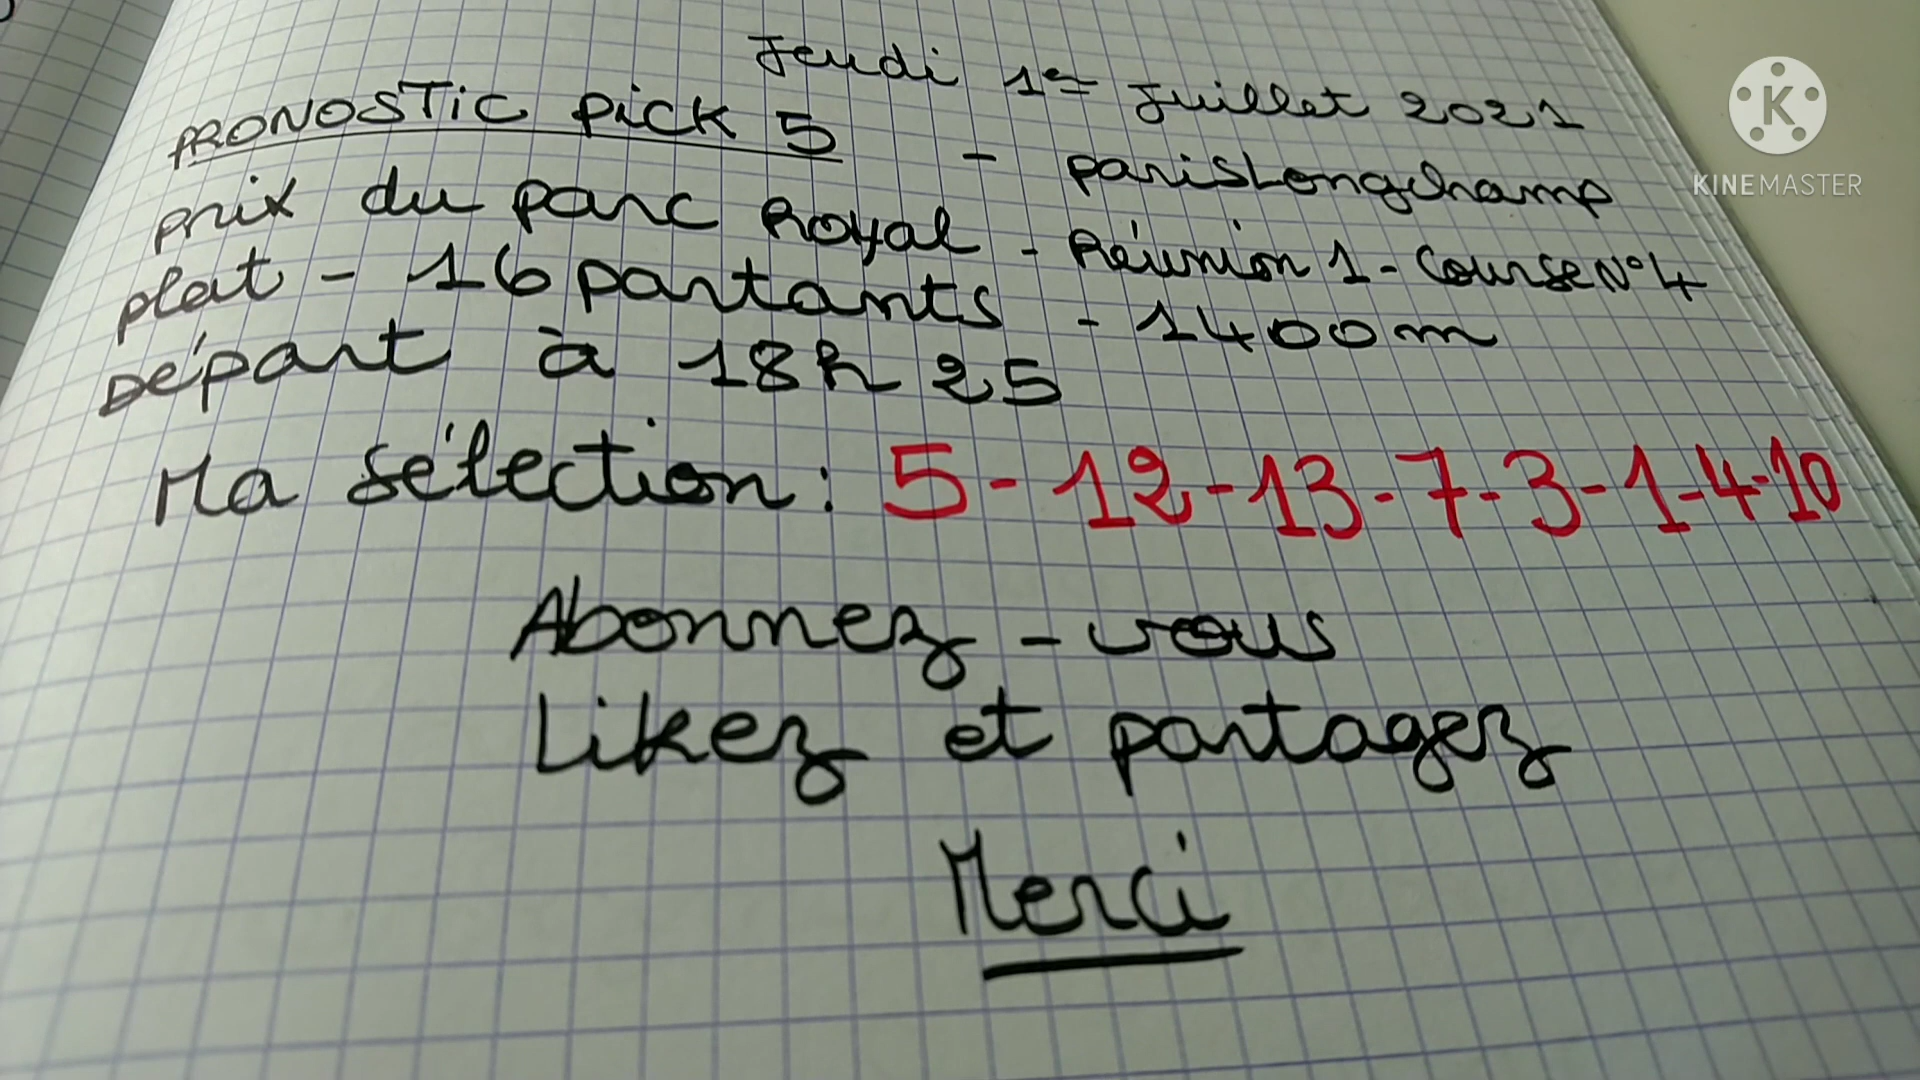 Jeudi 1er Juillet 2021
PRONOSTIC PICK 5 - ParisLongchamp
prix du parc Royal - Réunion 1 - Course N°4
plat - 16 partants - 1400m
Départ à 18h25
Ma sélection : 5-12-13-7-3-1-4-10
Abonnez-vous
Likez et partagez
Merci
K
KINEMASTER